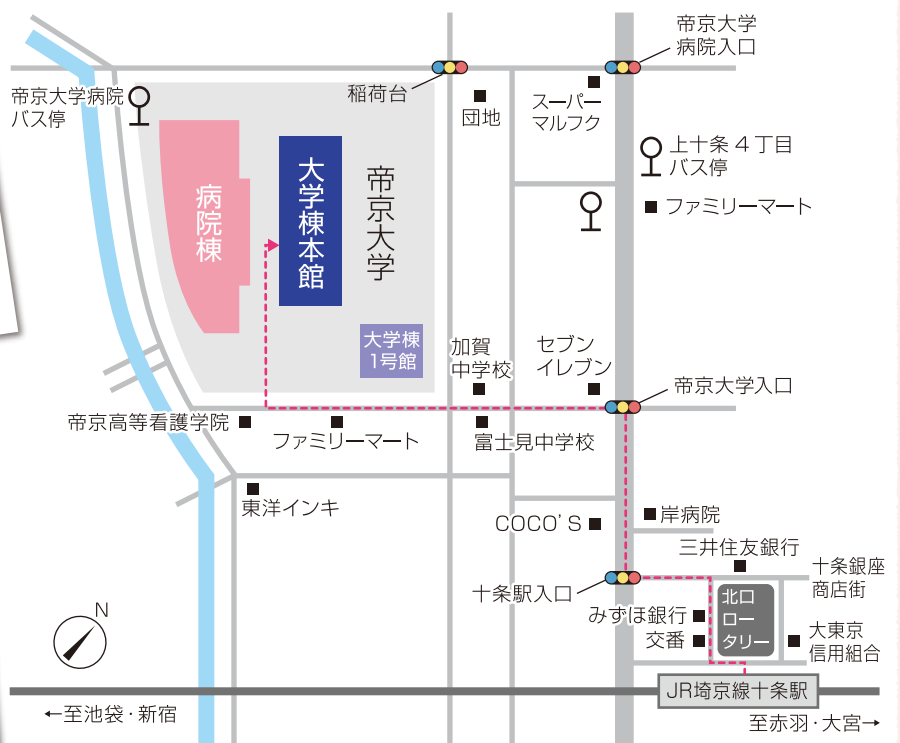 帝京大学
病院入口
稲荷台
帝京大学病院
バス停
団地
スーパー
マルフク
上十条4丁目
バス停
ファミリーマート
病院棟
大学棟本館
帝京大学
大学棟
1号館
加賀
中学校
セブン
イレブン
帝京大学入口
帝京高等看護学院
ファミリーマート
富士見中学校
東洋インキ
COCO'S
岸病院
三井住友銀行
十条銀座
商店街
十条駅入口
みずほ銀行
交番
北口
ロー
タリー
大東京
信用組合
N
JR埼京線十条駅
←至池袋・新宿
至赤羽・大宮→